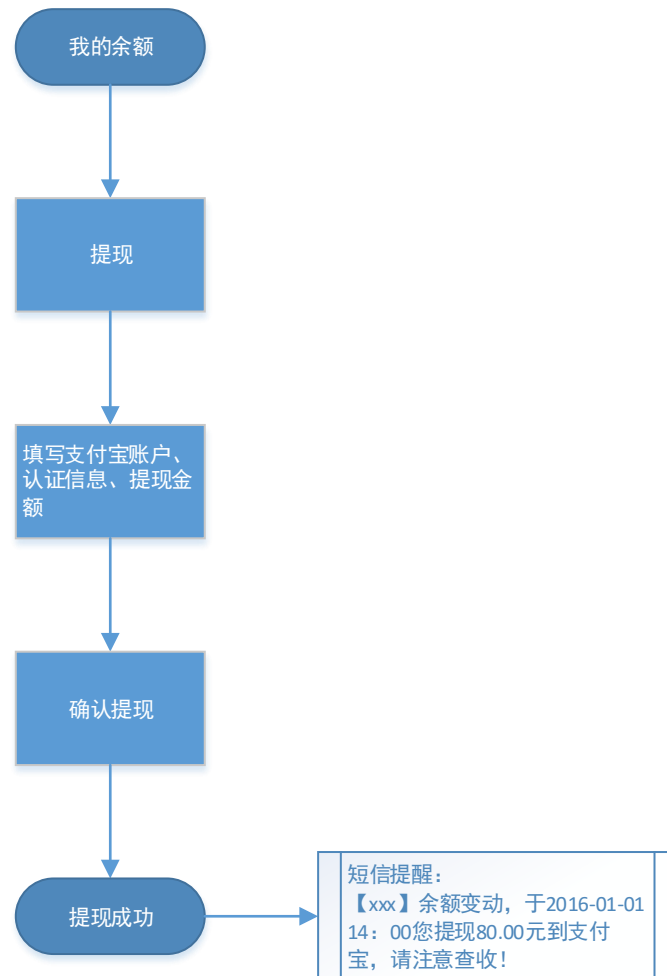 我的余额
提现
填写支付宝账户、
认证信息、提现金
额
确认提现
提现成功
短信提醒：
【xxx】余额变动，于2016-01-01
14：00您提现80.00元到支付
宝，请注意查收！